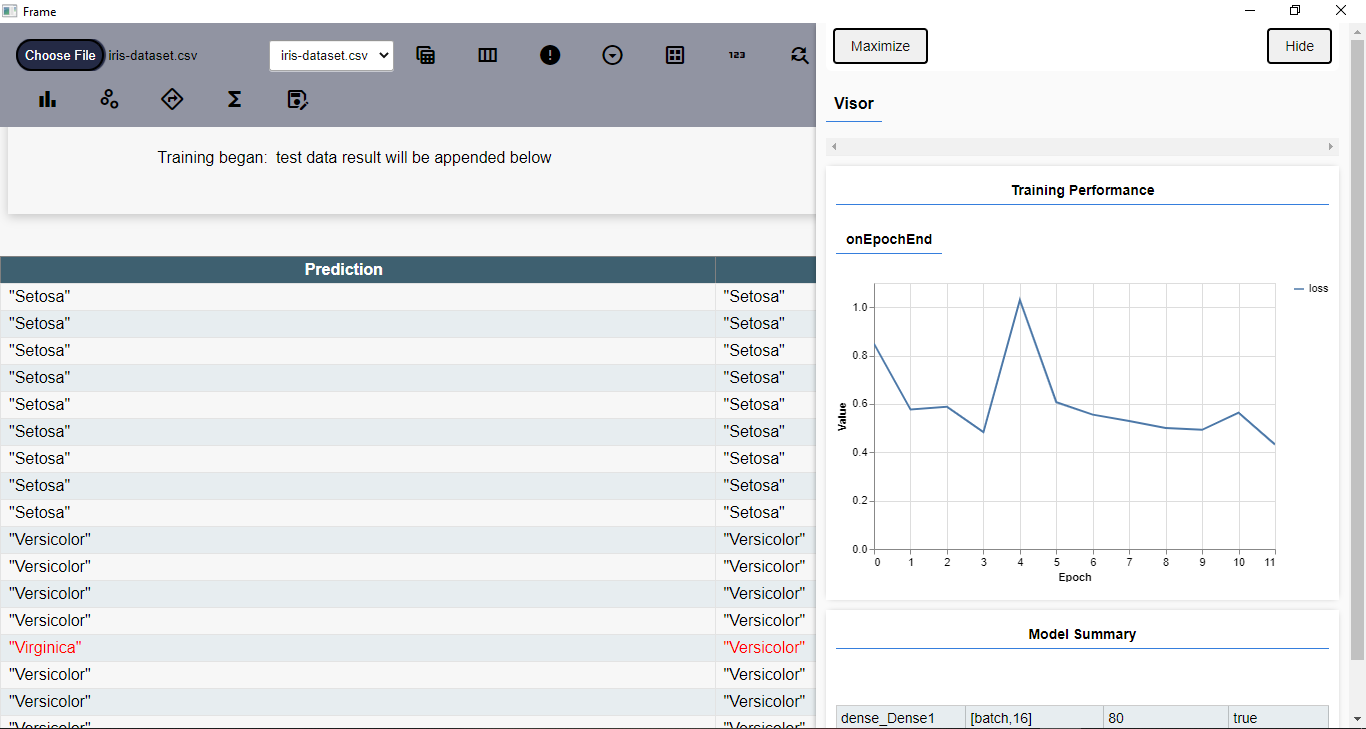 Frame
Choose File iris-dataset.csv iris-dataset.csv 123
Training began: test data result will be appended below
Prediction
"Setosa" "Setosa"
"Setosa" "Setosa"
"Setosa" "Setosa"
"Setosa" "Setosa"
"Setosa" "Setosa"
"Setosa" "Setosa"
"Setosa" "Setosa"
"Setosa" "Setosa"
"Setosa" "Setosa"
"Versicolor" "Versicolor"
"Versicolor" "Versicolor"
"Versicolor" "Versicolor"
"Versicolor" "Versicolor"
"Virginica" "Versicolor"
"Versicolor" "Versicolor"
"Versicolor" "Versicolor"
"Versicolor" "Versicolor"
Maximize Hide
Visor
Training Performance
onEpochEnd
loss
1.0
0.8
0.6
0.4
0.2
0.0
Value
0 1 2 3 4 5 6 7 8 9 10 11
Epoch
Model Summary
dense_Dense1 [batch,16] 80 true